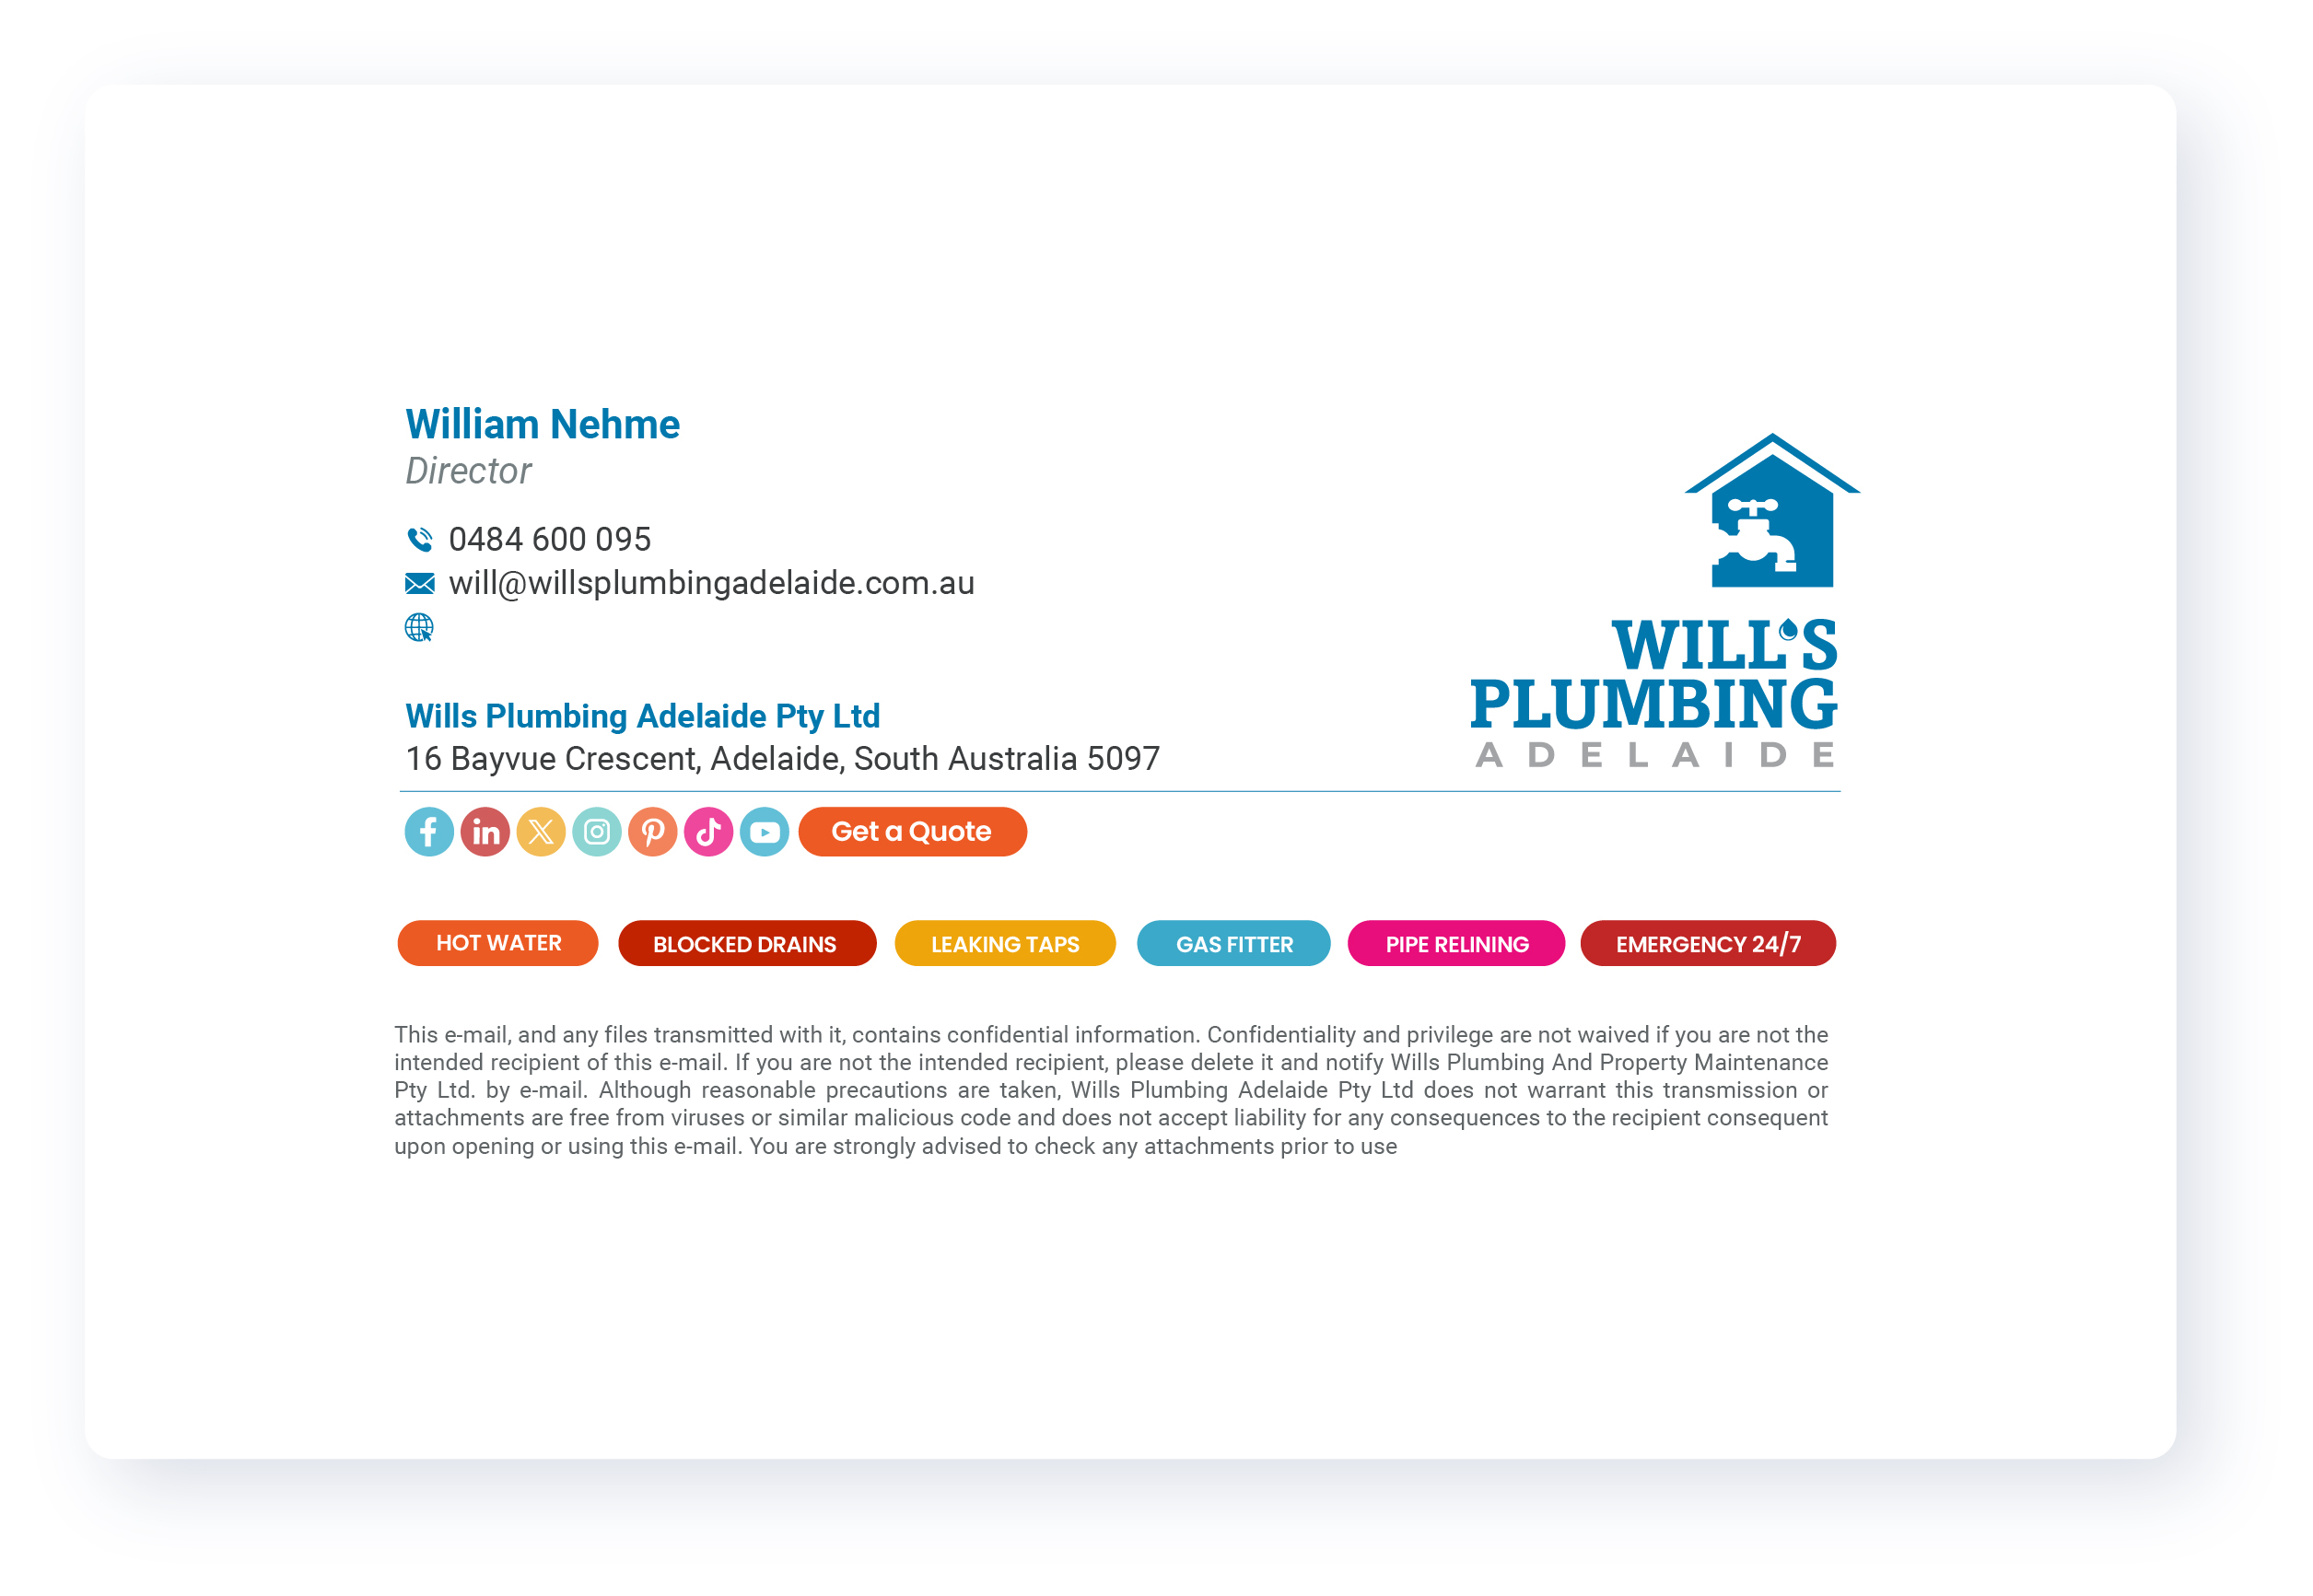 William Nehme
Director
0484 600 095
will@willsplumbingadelaide.com.au
Wills Plumbing Adelaide Pty Ltd
16 Bayvue Crescent, Adelaide, South Australia 5097
WILL'S
PLUMBING
ADELAIDE
Get a Quote
HOT WATER
BLOCKED DRAINS
LEAKING TAPS
GAS FITTER
PIPE RELINING
EMERGENCY 24/7
This e-mail, and any files transmitted with it, contains confidential information. Confidentiality and privilege are not waived if you are not the
intended recipient of this e-mail. If you are not the intended recipient, please delete it and notify Wills Plumbing And Property Maintenance
Pty Ltd. by e-mail. Although reasonable precautions are taken, Wills Plumbing Adelaide Pty Ltd does not warrant this transmission or
attachments are free from viruses or similar malicious code and does not accept liability for any consequences to the recipient consequent
upon opening or using this e-mail. You are strongly advised to check any attachments prior to use